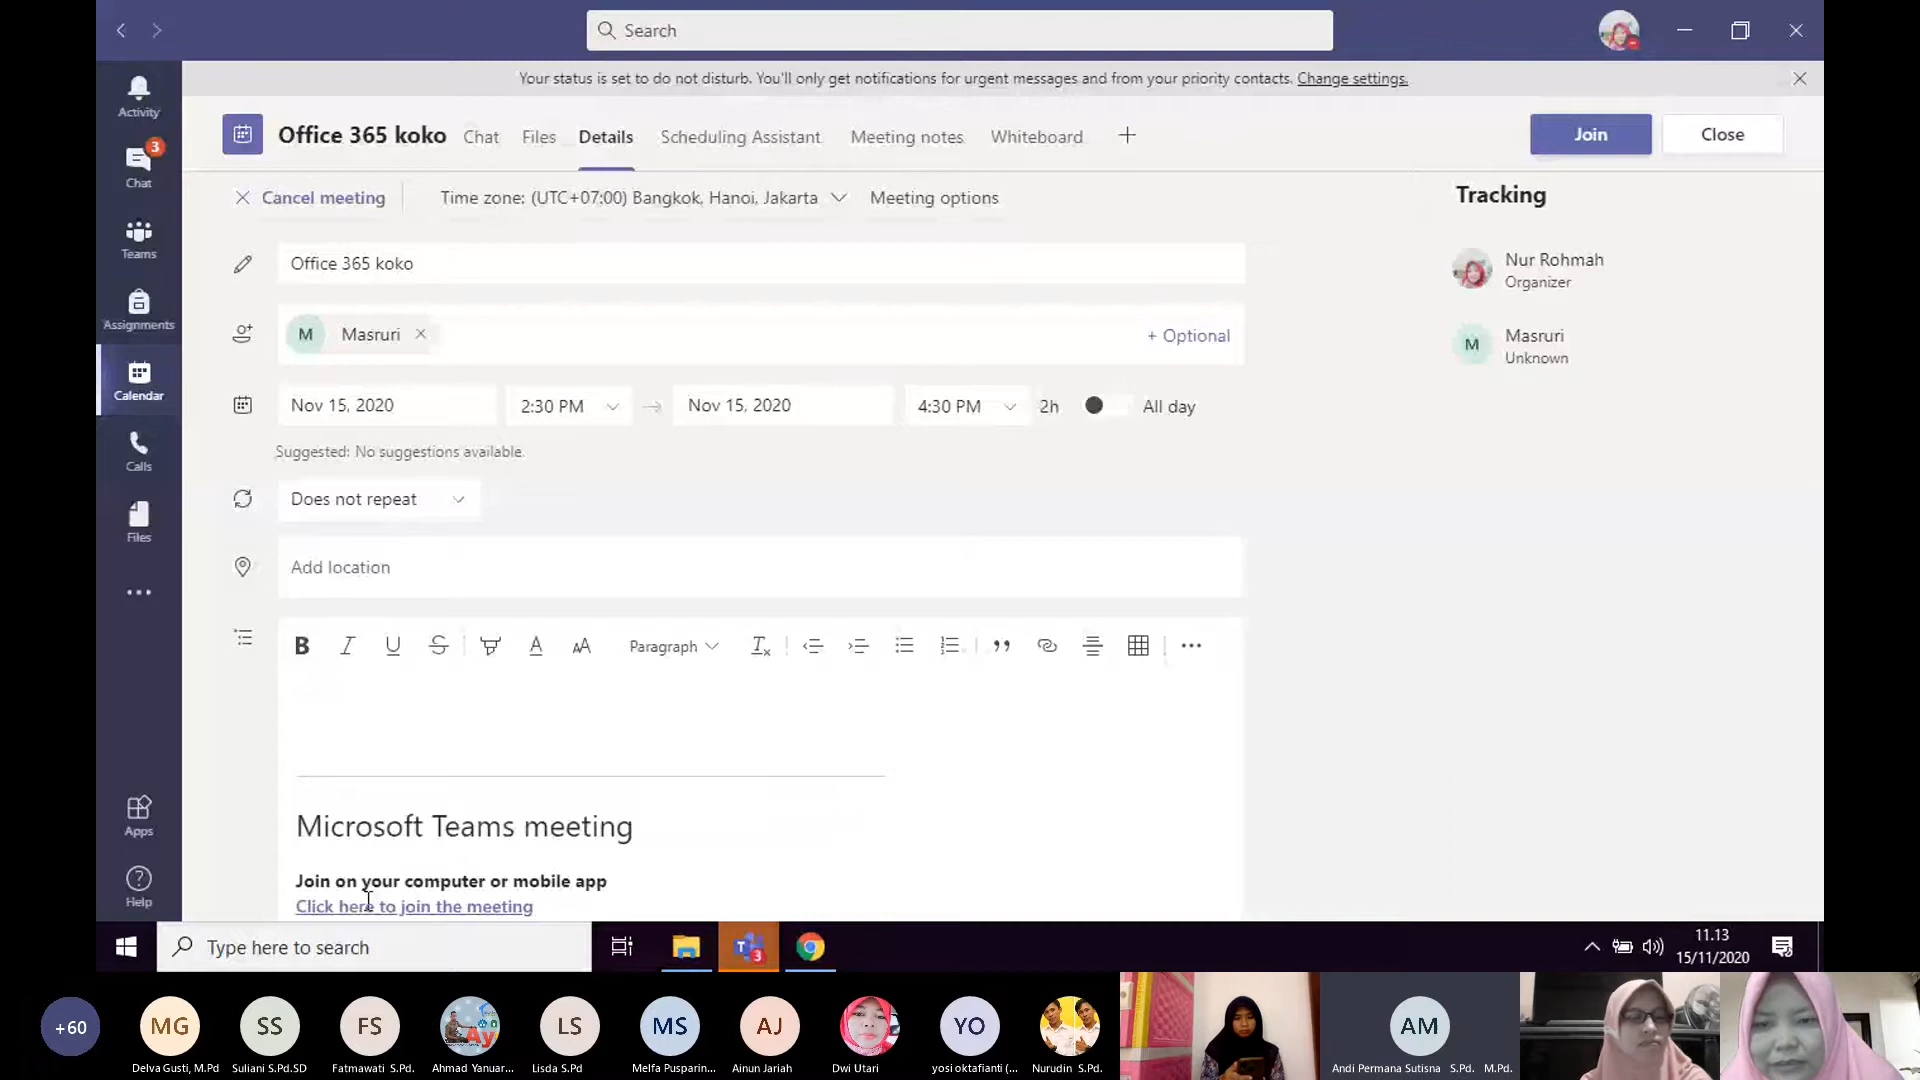 Search
Your status is set to do not disturb. You'll only get notifications for urgent messages and from your priority contacts. Change settings.
Activity
Office 365 koko Chat Files Details Scheduling Assistant Meeting notes Whiteboard
Join Close
3
Chat
Cancel meeting Time zone: (UTC+07:00) Bangkok, Hanoi, Jakarta Meeting options
Tracking
Teams
Office 365 koko
Nur Rohmah
Organizer
Assignments
M Masruri + Optional
M Masruri
Unknown
Calendar
Nov 15, 2020 2:30 PM Nov 15, 2020 4:30 PM 2h All day
Suggested: No suggestions available.
Calls
Does not repeat
Files
Add location
B I U S A AA Paragraph
Microsoft Teams meeting
Apps
Join on your computer or mobile app
Help
Click here to join the meeting
Type here to search
3
11.13
15/11/2020
+60 MG SS FS Ay LS MS AJ YO AM
Delva Gusti, M.Pd Suliani S.Pd.SD Fatmawati S.Pd. Ahmad Yanuar... Lisda S.Pd Melfa Pusparin... Ainun Jariah Dwi Utari yosi oktafianti (... Nurudin S.Pd. Andi Permana Sutisna S.Pd. M.Pd.